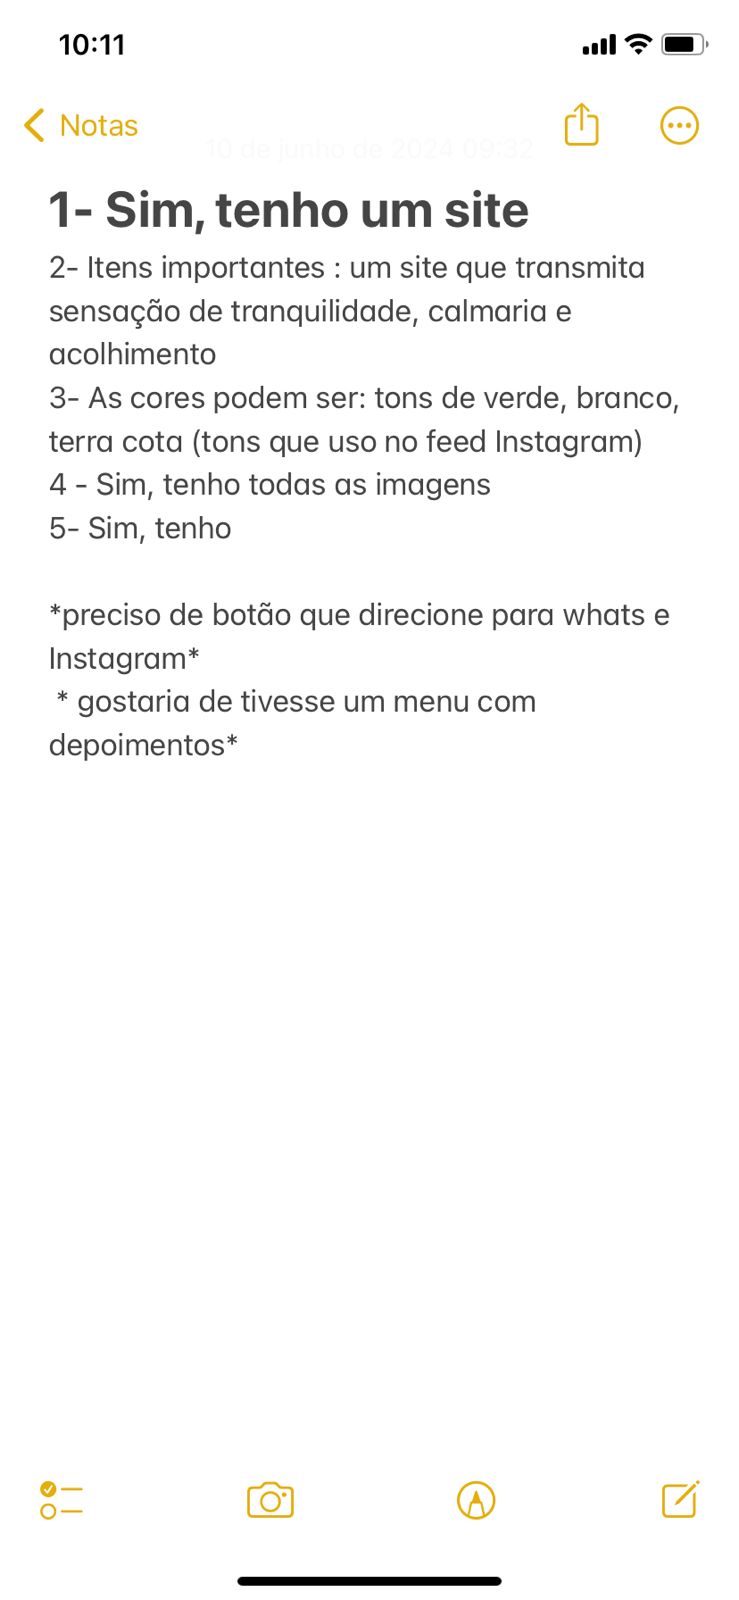 10:11
Notas
10 de junho de 2024 09:32
1- Sim, tenho um site
2- Itens importantes : um site que transmita
sensação de tranquilidade, calmaria e
acolhimento
3- As cores podem ser: tons de verde, branco,
terra cota (tons que uso no feed Instagram)
4 - Sim, tenho todas as imagens
5- Sim, tenho
*preciso de botão que direcione para whats e
Instagram*
* gostaria de tivesse um menu com
depoimentos*